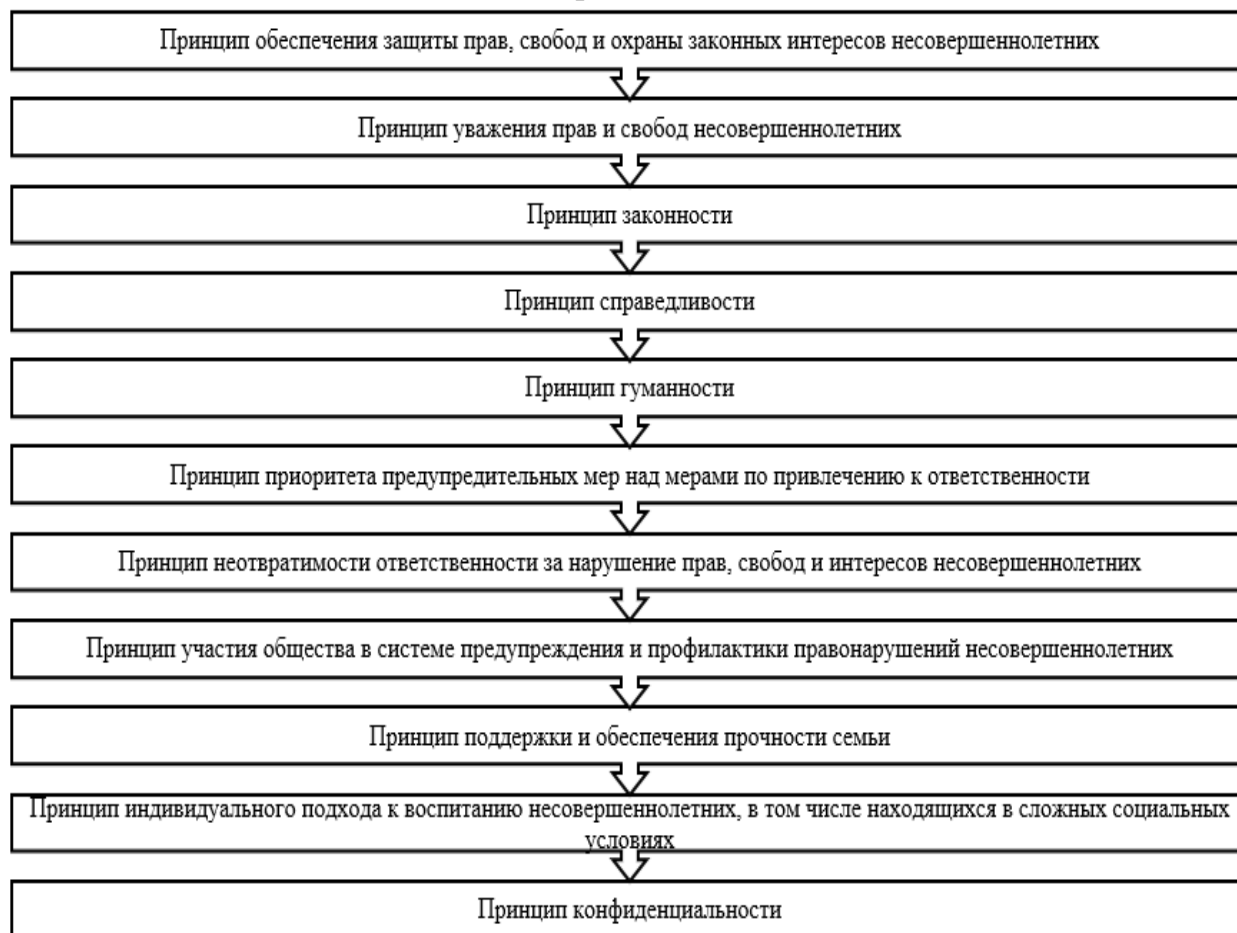 Принцип обеспечения защиты прав, свобод и охраны законных интересов несовершеннолетних
Принцип уважения прав и свобод несовершеннолетних
Принцип законности
Принцип справедливости
Принцип гуманности
Принцип приоритета предупредительных мер над мерами по привлечению к ответственности
Принцип неотвратимости ответственности за нарушение прав, свобод и интересов несовершеннолетних
Принцип участия общества в системе предупреждения и профилактики правонарушений несовершеннолетних
Принцип поддержки и обеспечения прочности семьи
Принцип индивидуального подхода к воспитанию несовершеннолетних, в том числе находящихся в сложных социальных
условиях
Принцип конфиденциальности